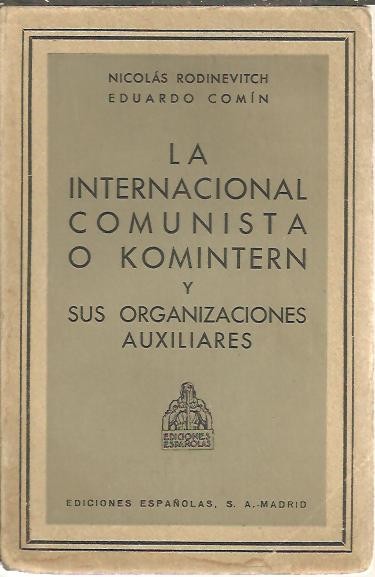 NICOLÁS RODINEVITCH
EDUARDO COMÍN
LA
INTERNACIONAL
COMUNISTA
O KOMINTERN
Y
SUS ORGANIZACIONES
AUXILIARES
EDICIONES
ESPAÑOLAS
EDICIONES ESPAÑOLAS, S. A.-MADRID